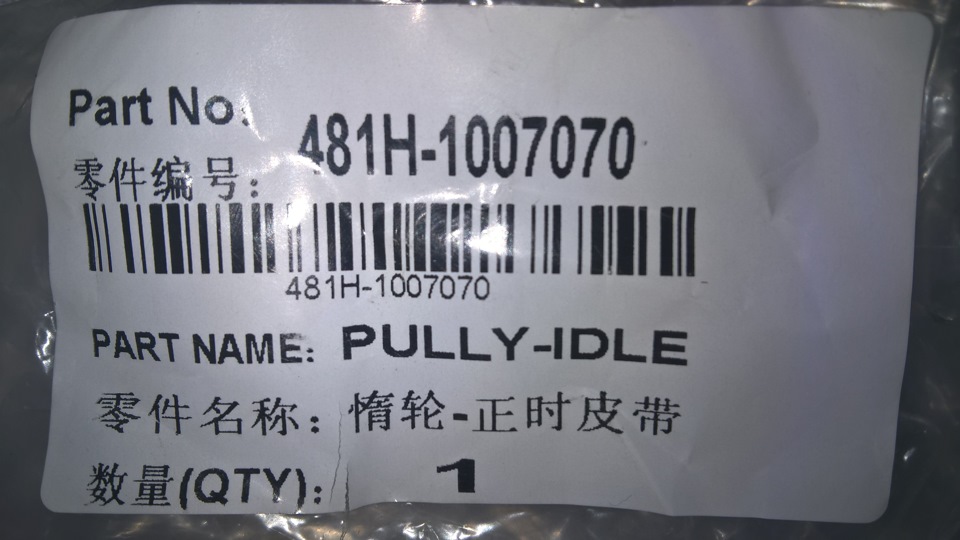 Part No: 481H-1007070
零件编号:
481H-1007070
PART NAME: PULLY-IDLE
零件名称: 惰轮-正时皮带
数量(QTY): 1